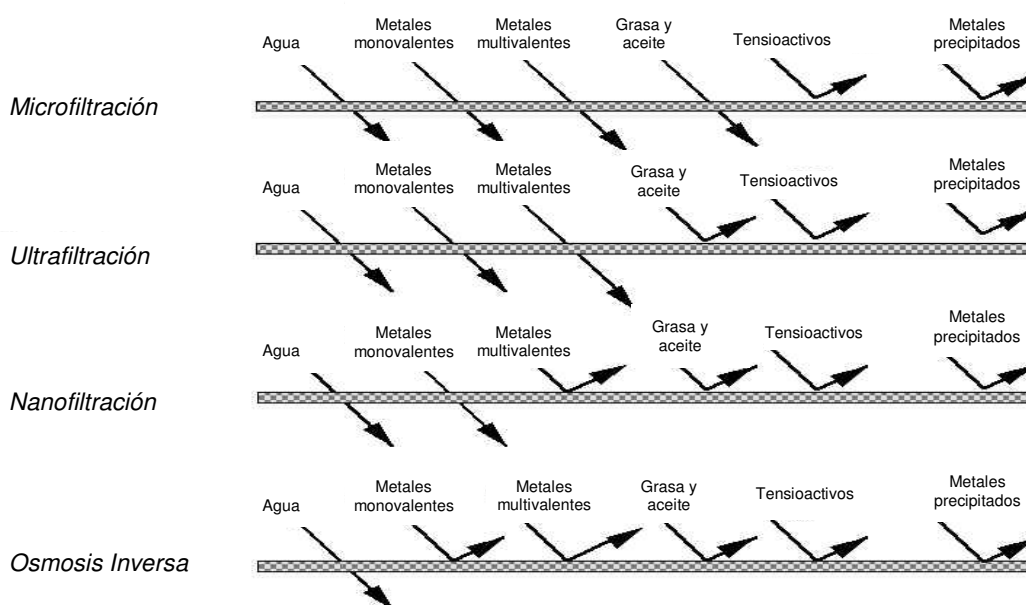 Agua
Metales
monovalentes
Metales
multivalentes
Grasa y
aceite
Tensioactivos
Metales
precipitados
Microfiltración
Agua
Metales
monovalentes
Metales
multivalentes
Grasa y
aceite
Tensioactivos
Metales
precipitados
Ultrafiltración
Agua
Metales
monovalentes
Metales
multivalentes
Grasa y
aceite
Tensioactivos
Metales
precipitados
Nanofiltración
Agua
Metales
monovalentes
Metales
multivalentes
Grasa y
aceite
Tensioactivos
Metales
precipitados
Osmosis Inversa